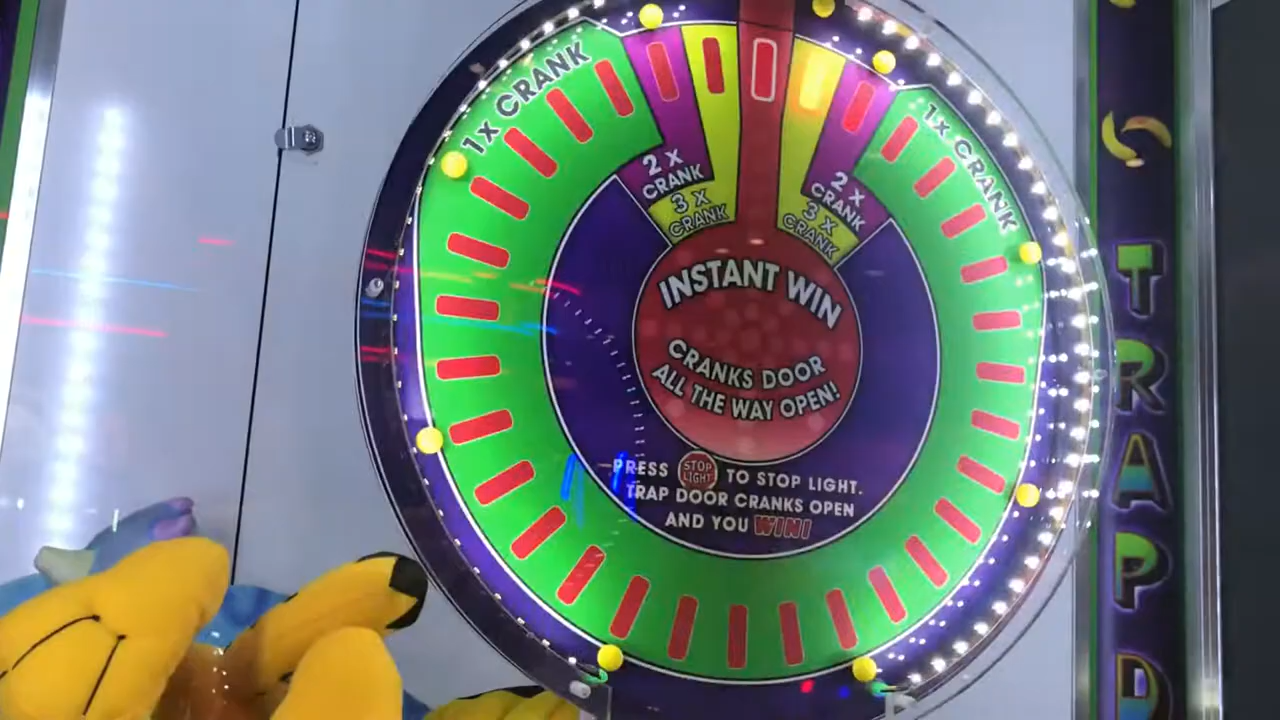 1x CRANK
1x CRANK
2 x
CRANK
2 x
CRANK
3 x
CRANK
3 x
CRANK
INSTANT WIN
CRANKS DOOR
ALL THE WAY OPEN!
PRESS STOP LIGHT TO STOP LIGHT.
TRAP DOOR CRANKS OPEN
AND YOU WIN!
TRAP D